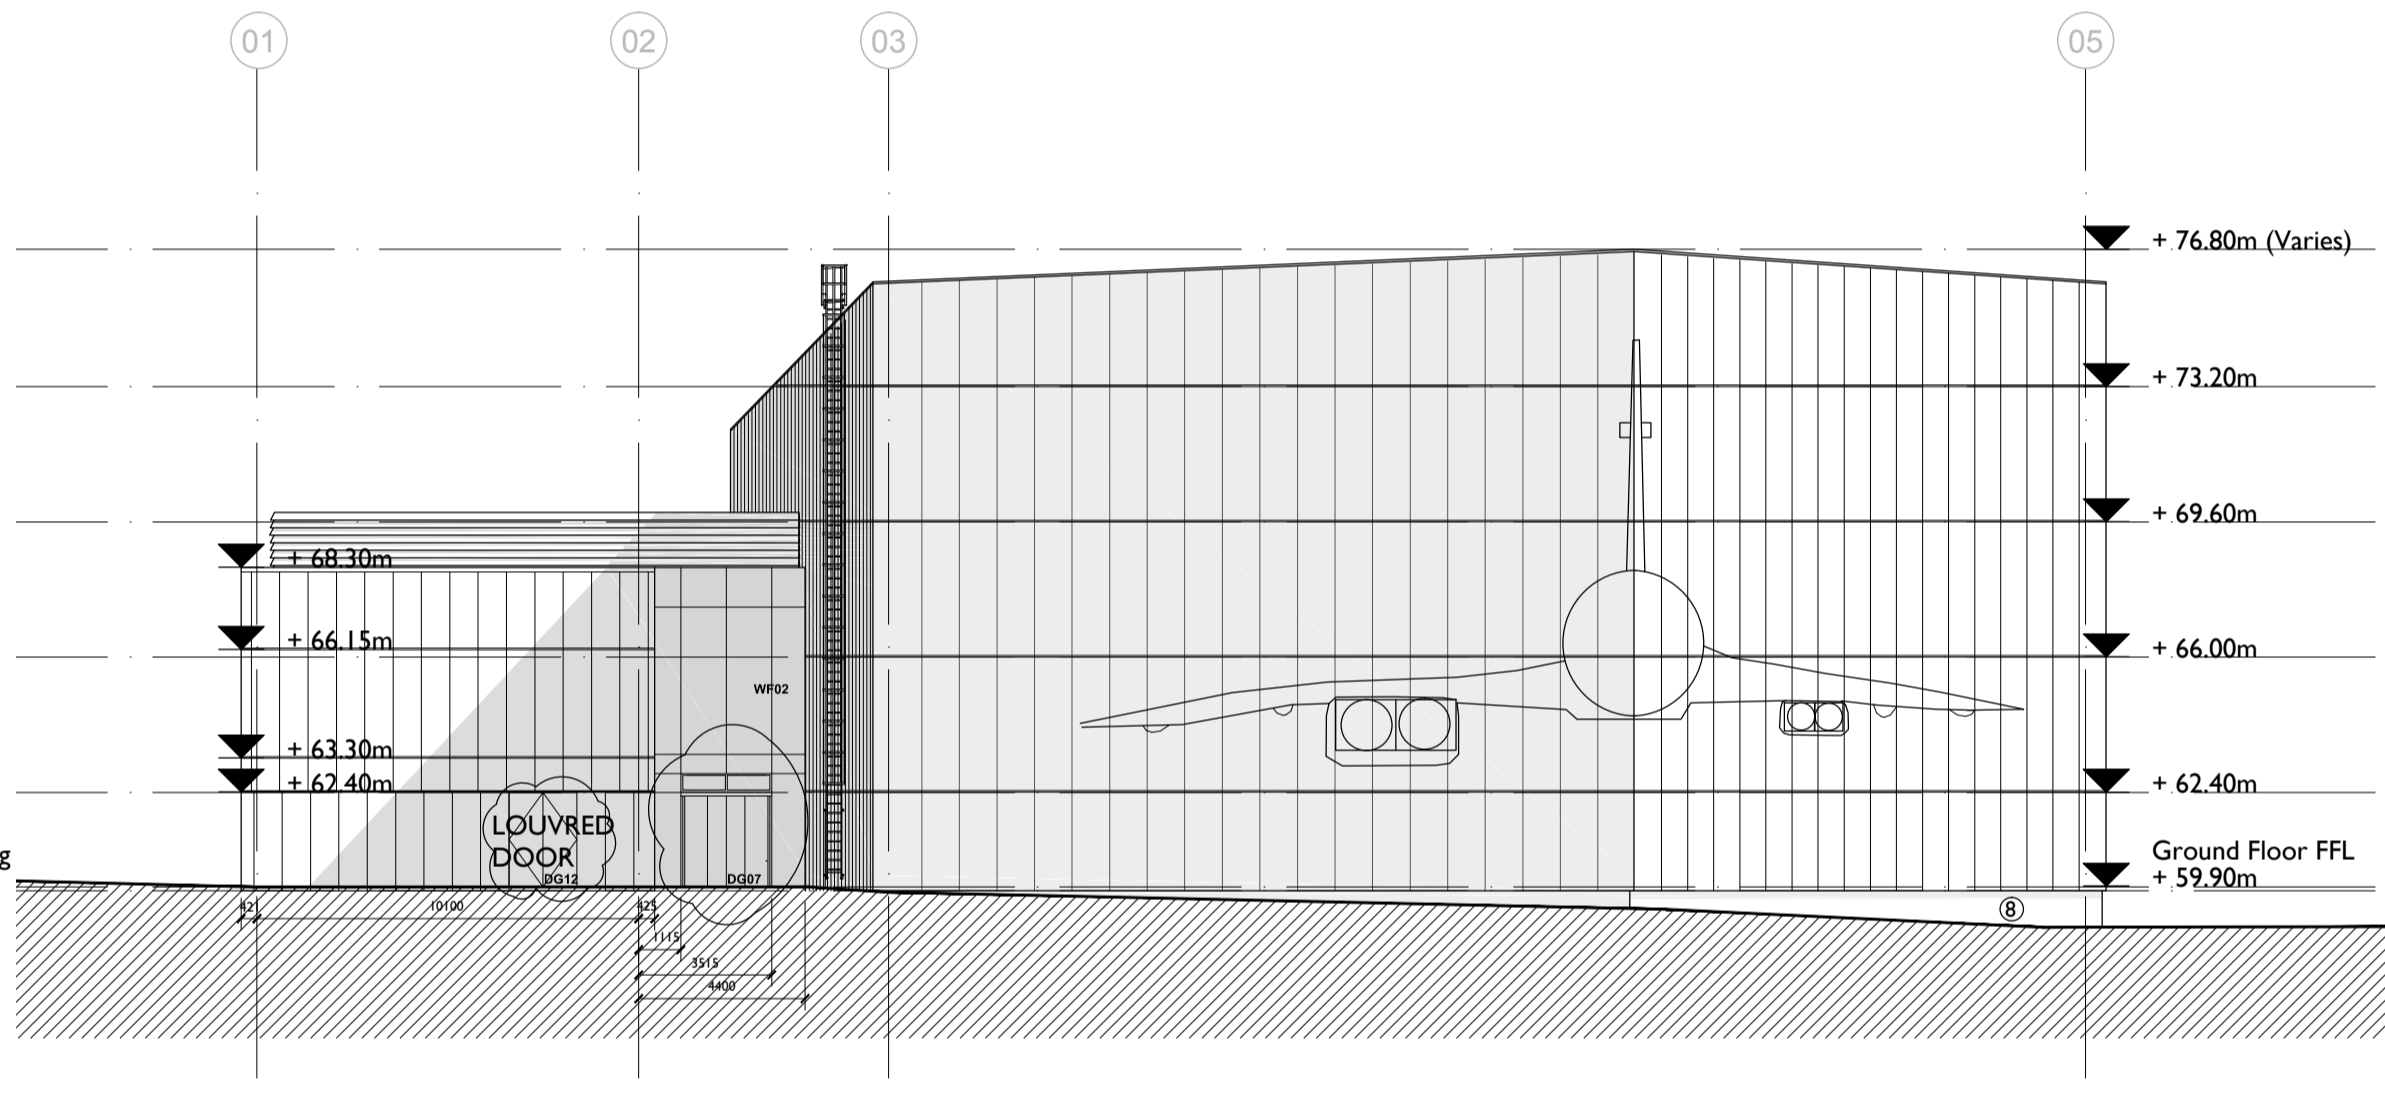 01
02
03
05
+ 76.80m (Varies)
+ 73.20m
+ 69.60m
+ 68.30m
+ 66.15m
+ 66.00m
WF02
+ 63.30m
+ 62.40m
+ 62.40m
LOUVRED
DOOR
DG12
DG07
g
Ground Floor FFL
+ 59.90m
42
10100
425
8
1115
3515
4400